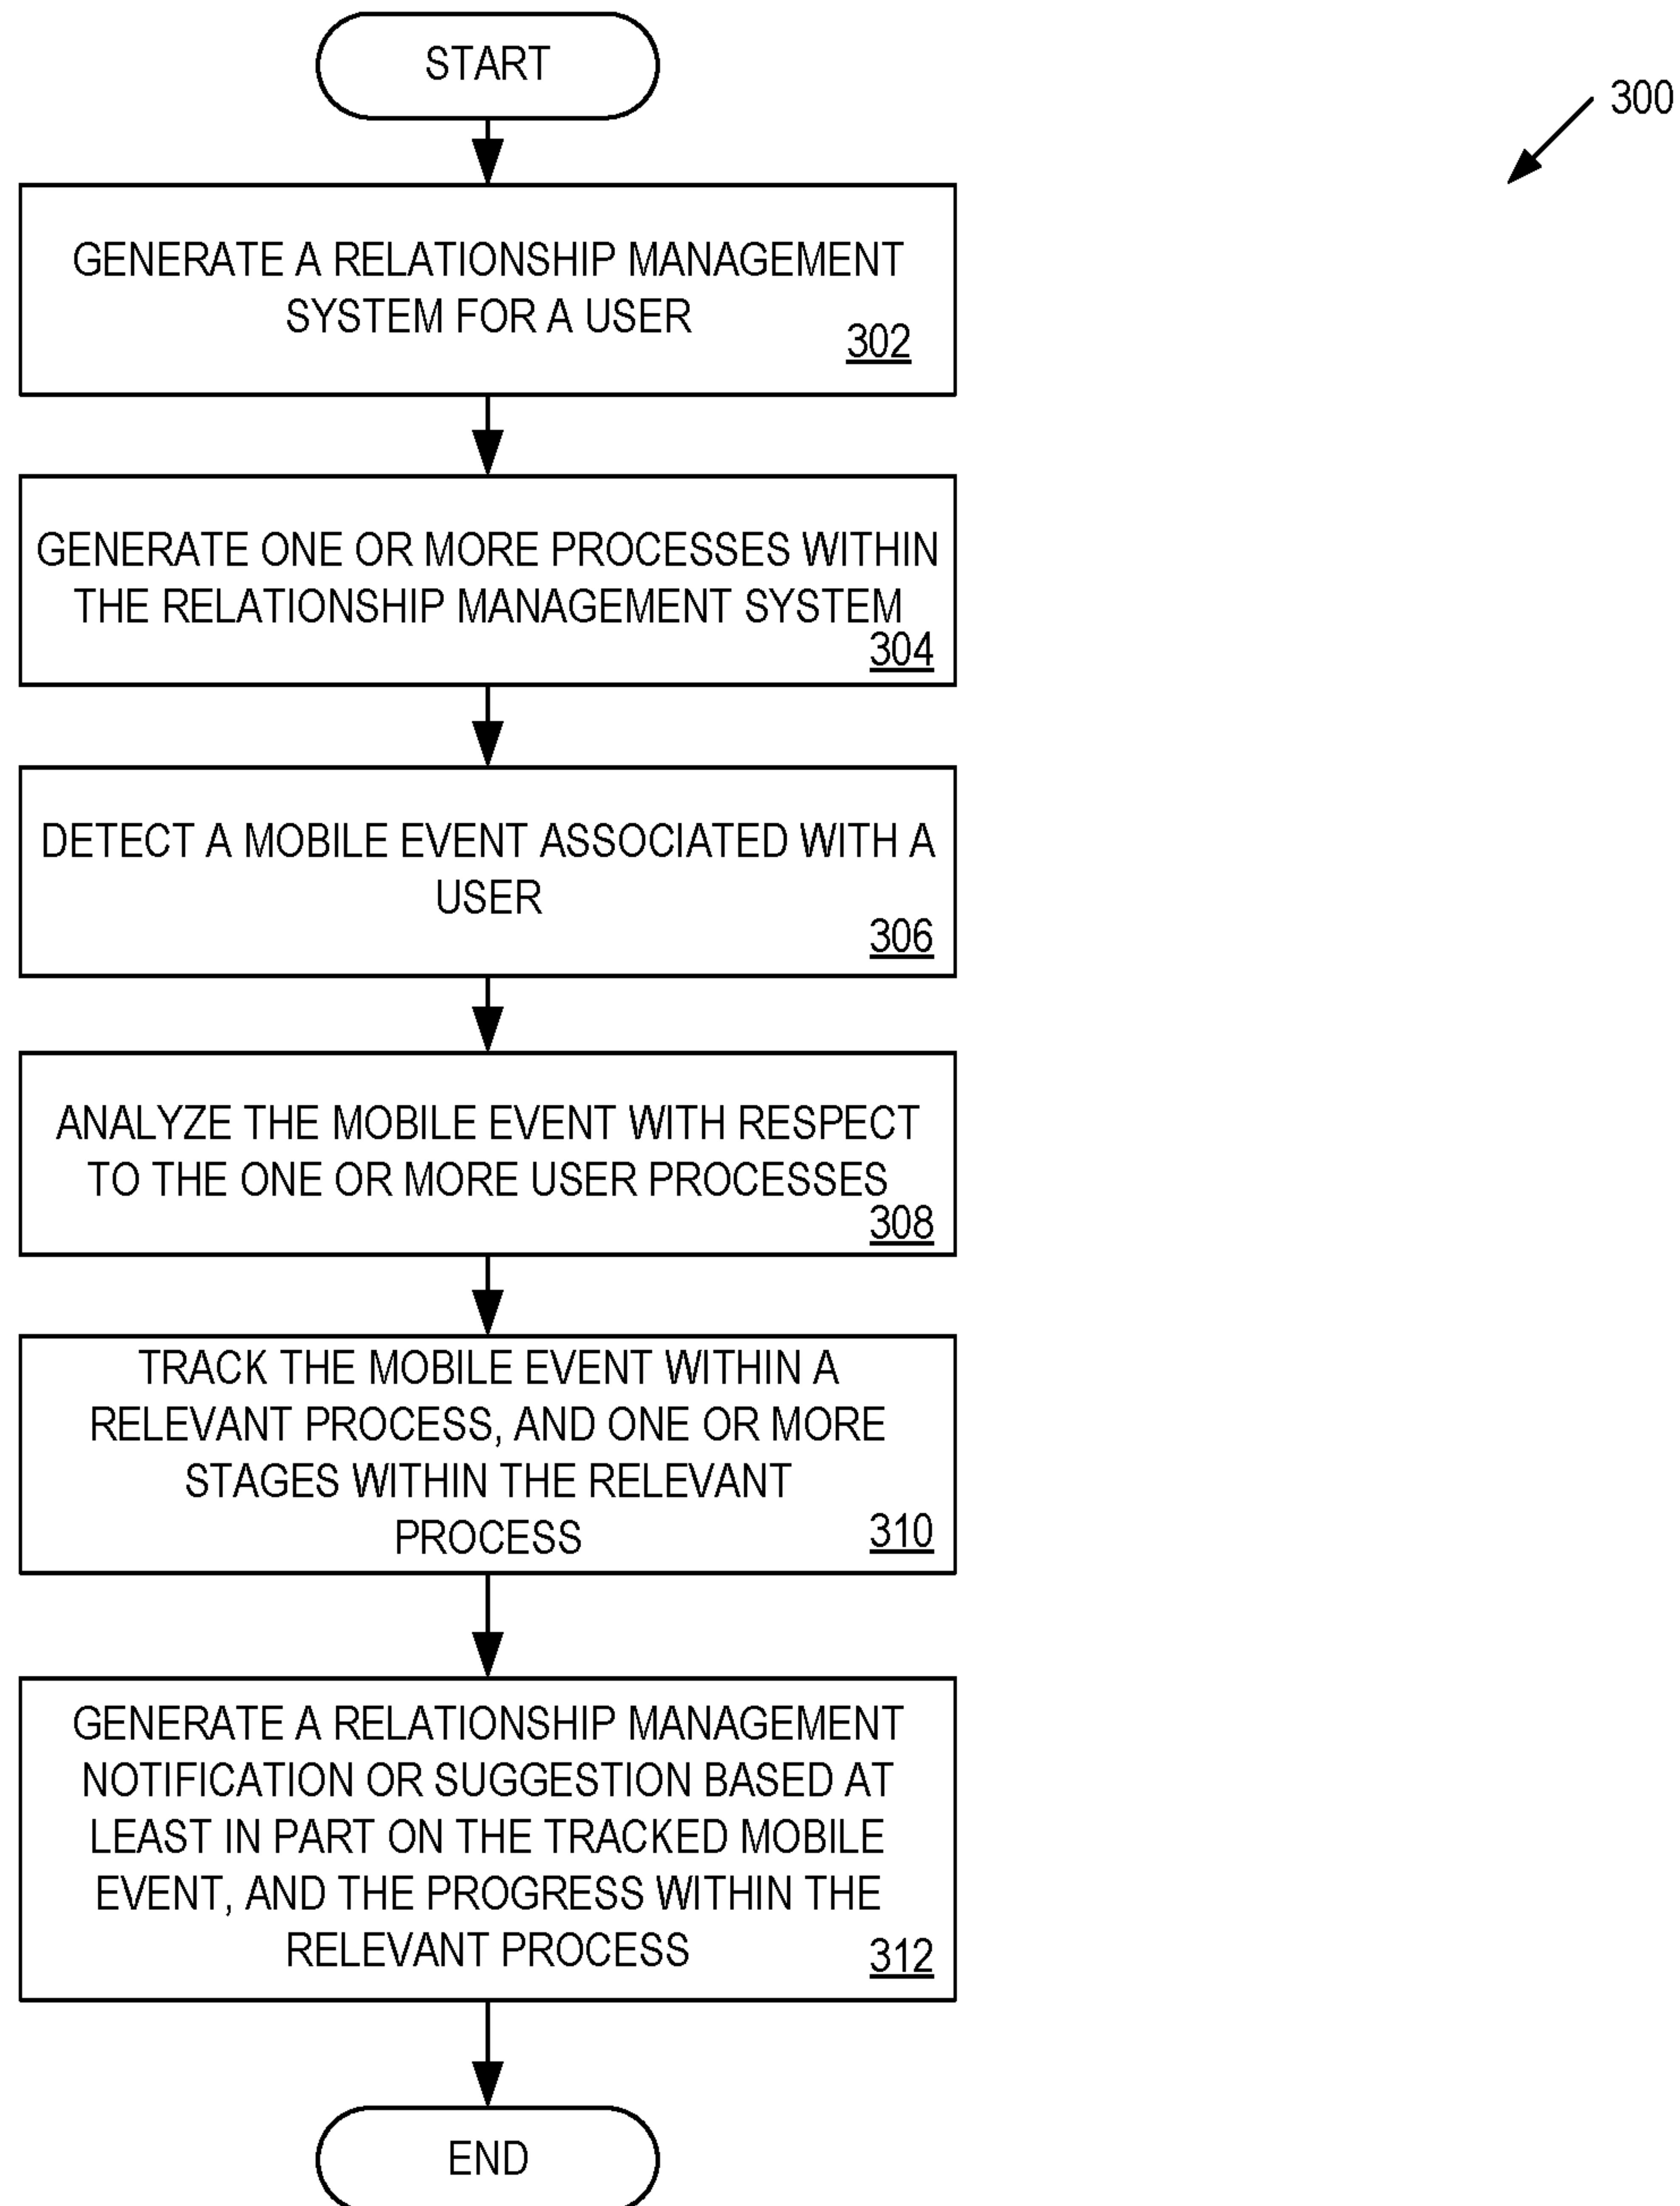 START
300
GENERATE A RELATIONSHIP MANAGEMENT
SYSTEM FOR A USER
302
GENERATE ONE OR MORE PROCESSES WITHIN
THE RELATIONSHIP MANAGEMENT SYSTEM
304
DETECT A MOBILE EVENT ASSOCIATED WITH A
USER
306
ANALYZE THE MOBILE EVENT WITH RESPECT
TO THE ONE OR MORE USER PROCESSES
308
TRACK THE MOBILE EVENT WITHIN A
RELEVANT PROCESS, AND ONE OR MORE
STAGES WITHIN THE RELEVANT
PROCESS
310
GENERATE A RELATIONSHIP MANAGEMENT
NOTIFICATION OR SUGGESTION BASED AT
LEAST IN PART ON THE TRACKED MOBILE
EVENT, AND THE PROGRESS WITHIN THE
RELEVANT PROCESS
312
END